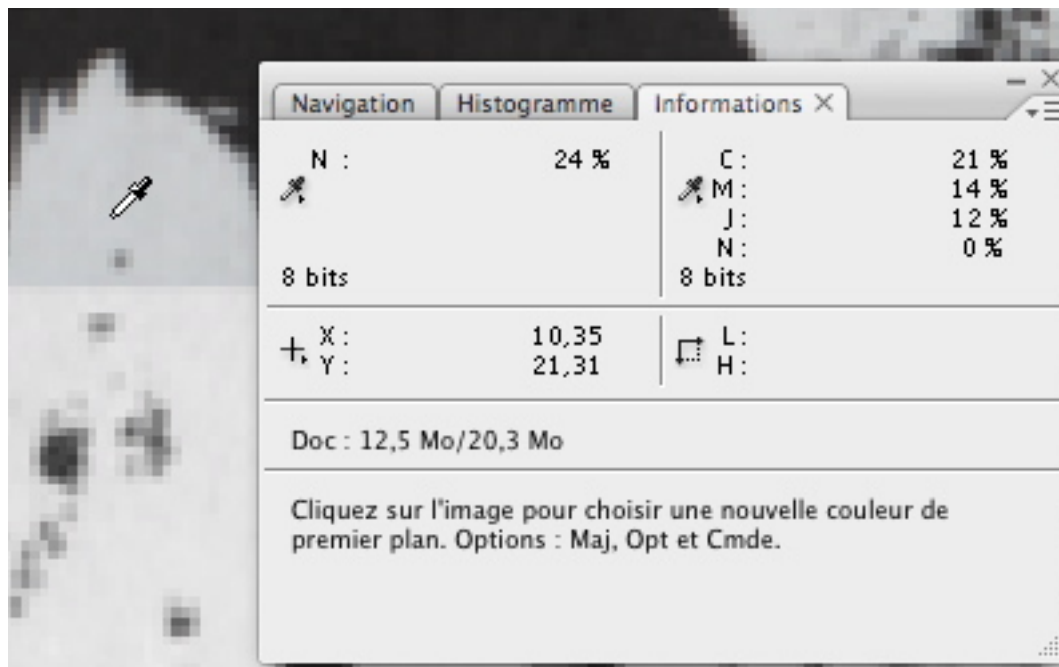 Navigation Histogramme Informations
N : 24 %
8 bits
C : 21 %
M : 14 %
J : 12 %
N : 0 %
8 bits
X : 10,35
Y : 21,31
L :
H :
Doc : 12,5 Mo/20,3 Mo
Cliquez sur l'image pour choisir une nouvelle couleur de
premier plan. Options : Maj, Opt et Cmde.